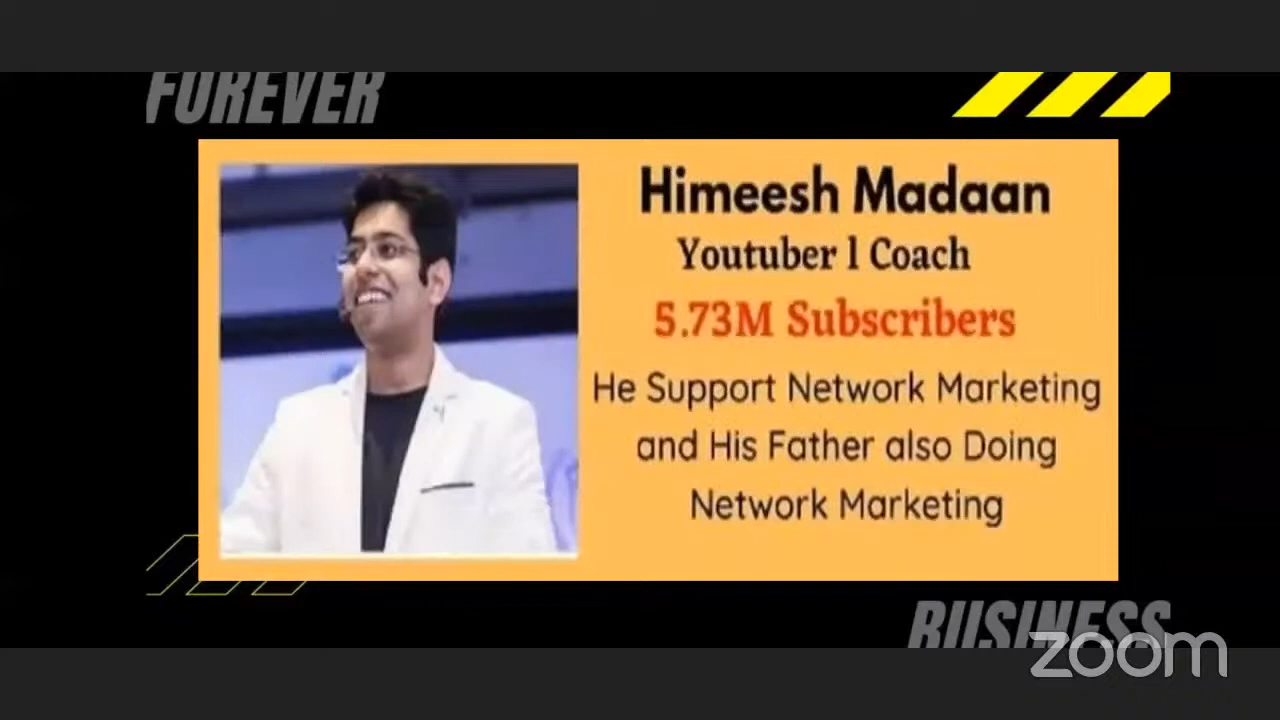 FOREVER
Himeesh Madaan
Youtuber l Coach
5.73M Subscribers
He Support Network Marketing
and His Father also Doing
Network Marketing
BUSINESS
zoom